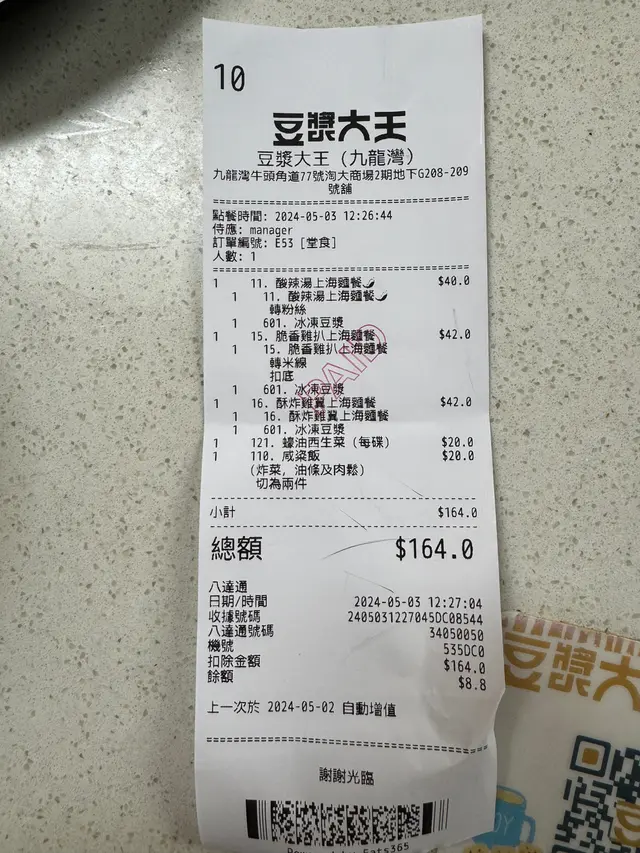 10
豆漿大王
豆漿大王 (九龍灣)
九龍灣牛頭角道77號淘大商場2期地下G208-209
號舖
點餐時間: 2024-05-03 12:26:44
侍應: manager
訂單編號: E53 [堂食]
人數: 1
1 11. 酸辣湯上海麵餐🌶 $40.0
1 11. 酸辣湯上海麵餐🌶
轉粉絲
1 601. 冰凍豆漿
1 15. 脆香雞扒上海麵餐 $42.0
1 15. 脆香雞扒上海麵餐
轉米線
扣底
1 601. 冰凍豆漿
1 16. 酥炸雞翼上海麵餐 $42.0
1 16. 酥炸雞翼上海麵餐
1 601. 冰凍豆漿
1 121. 蠔油西生菜 (每碟) $20.0
1 110. 咸粢飯 $20.0
(炸菜, 油條及肉鬆)
切為兩件
PAID
小計 $164.0
總額 $164.0
八達通
日期/時間 2024-05-03 12:27:04
收據號碼 2405031227045DC08544
八達通號碼 34050050
機號 535DC0
扣除金額 $164.0
餘額 $8.8
上一次於 2024-05-02 自動增值
謝謝光臨
Eats365
豆漿大